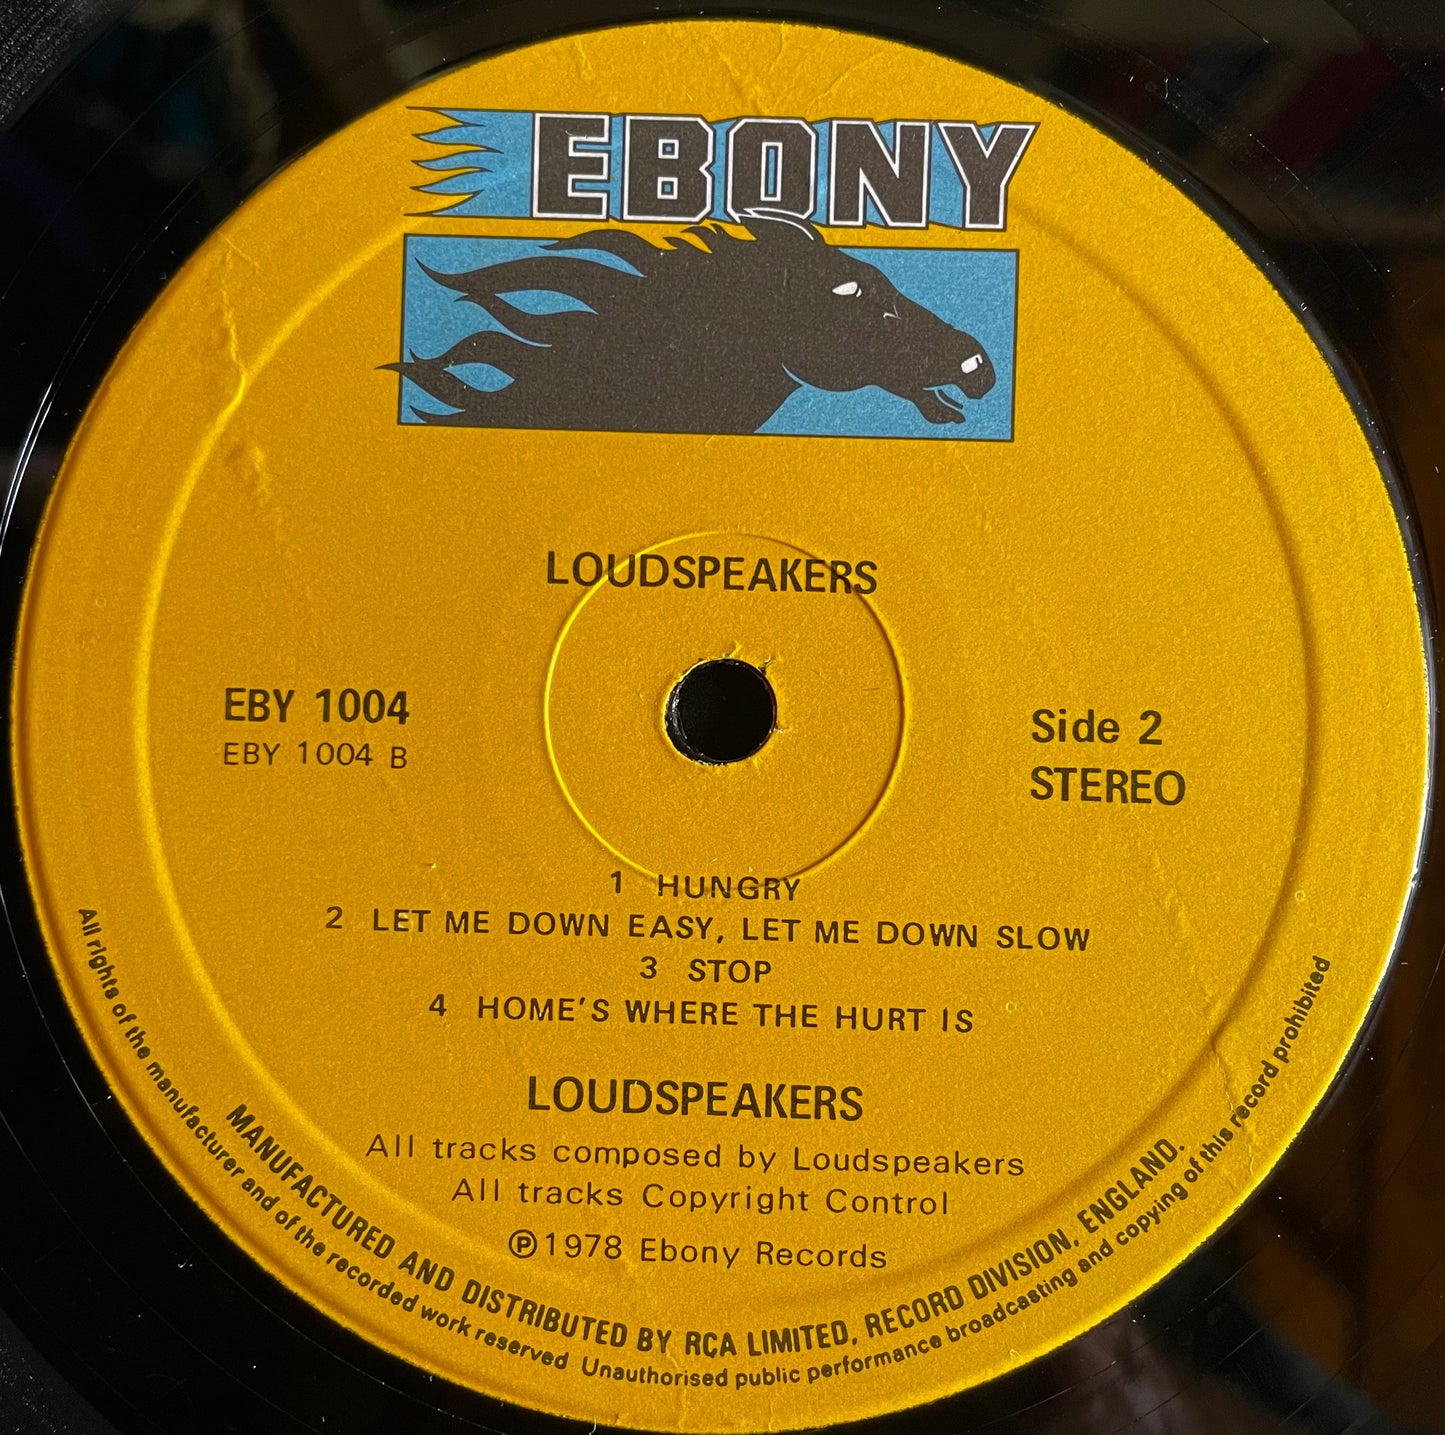 EBONY
LOUDSPEAKERS
EBY 1004
EBY 1004 B
Side 2
STEREO
1 HUNGRY
2 LET ME DOWN EASY, LET ME DOWN SLOW
3 STOP
4 HOME'S WHERE THE HURT IS
LOUDSPEAKERS
All tracks composed by Loudspeakers
All tracks Copyright Control
℗1978 Ebony Records
MANUFACTURED AND DISTRIBUTED BY RCA LIMITED, RECORD DIVISION, ENGLAND.
All rights of the manufacturer and of the recorded work reserved Unauthorised public performance broadcasting and copying of this record prohibited